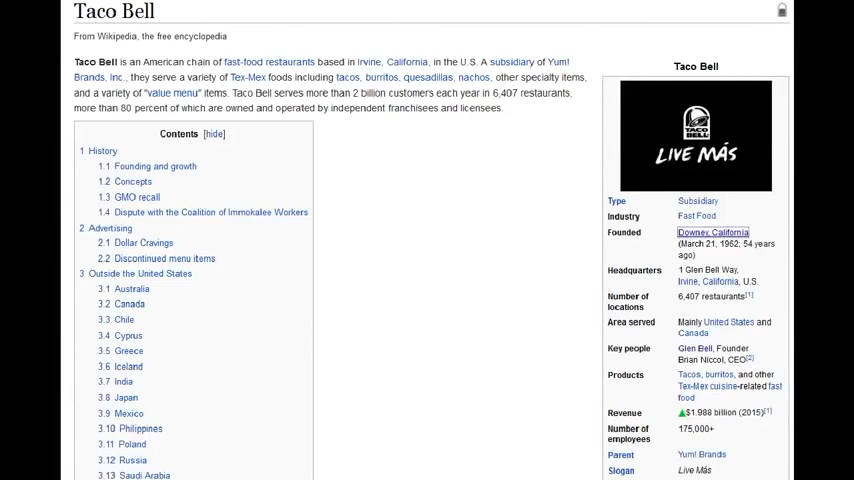 Taco Bell
From Wikipedia, the free encyclopedia
Taco Bell is an American chain of fast-food restaurants based in Irvine, California, in the U.S. A subsidiary of Yum!
Brands, Inc., they serve a variety of Tex-Mex foods including tacos, burritos, quesadillas, nachos, other specialty items,
and a variety of "value menu" items. Taco Bell serves more than 2 billion customers each year in 6,407 restaurants,
more than 80 percent of which are owned and operated by independent franchisees and licensees.
Contents [hide]
1 History
1.1 Founding and growth
1.2 Concepts
1.3 GMO recall
1.4 Dispute with the Coalition of Immokalee Workers
2 Advertising
2.1 Dollar Cravings
2.2 Discontinued menu items
3 Outside the United States
3.1 Australia
3.2 Canada
3.3 Chile
3.4 Cyprus
3.5 Greece
3.6 Iceland
3.7 India
3.8 Japan
3.9 Mexico
3.10 Philippines
3.11 Poland
3.12 Russia
3.13 Saudi Arabia
Taco Bell
TACO
BELL
LIVE MÁS
Type Subsidiary
Industry Fast Food
Founded Downey, California
(March 21, 1962; 54 years
ago)
Headquarters 1 Glen Bell Way,
Irvine, California, U.S.
Number of 6,407 restaurants[1]
locations
Area served Mainly United States and
Canada
Key people Glen Bell, Founder
Brian Niccol, CEO[2]
Products Tacos, burritos, and other
Tex-Mex cuisine-related fast
food
Revenue ▲$1.988 billion (2015)[1]
Number of 175,000+
employees
Parent Yum! Brands
Slogan Live Más